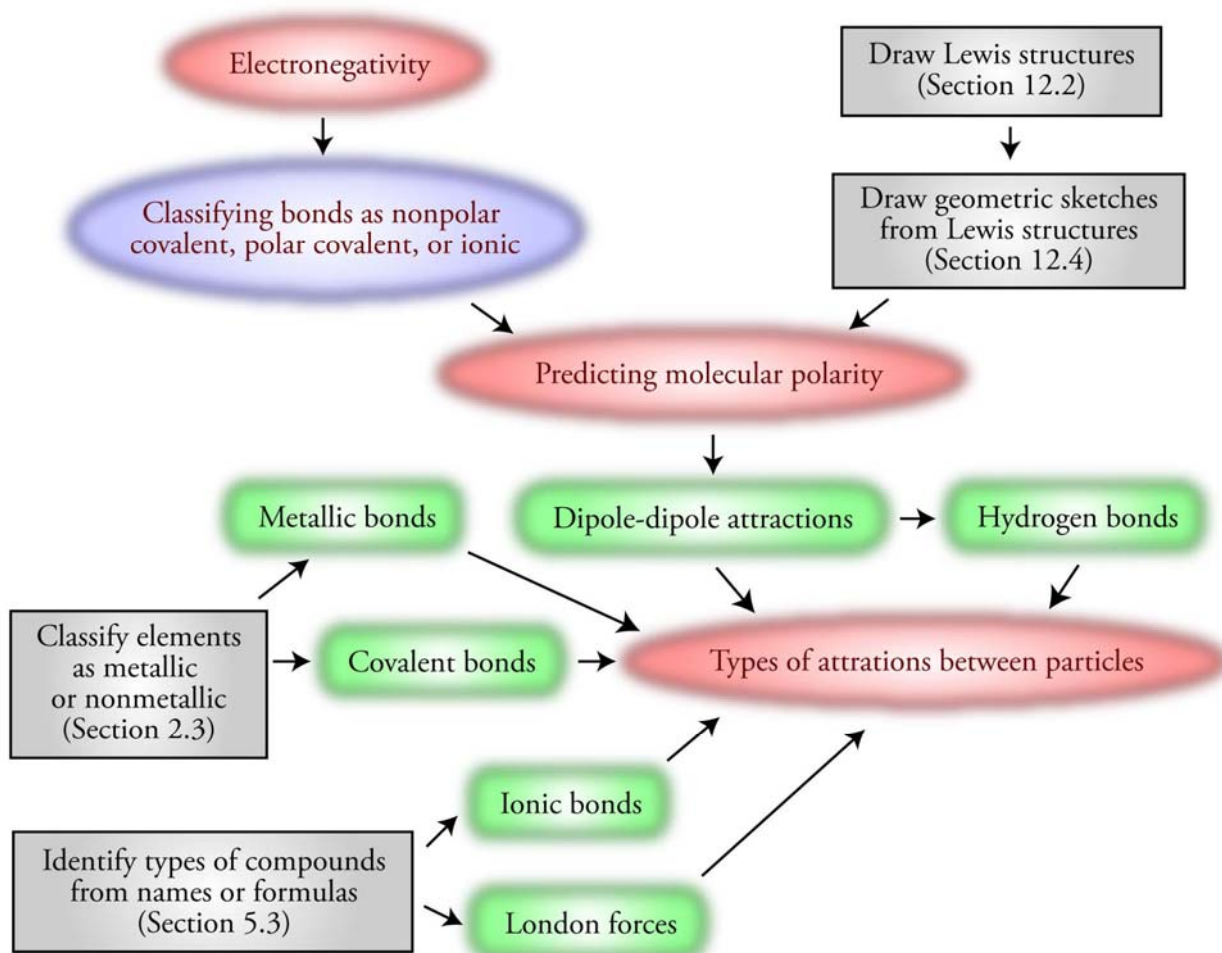 Electronegativity
Draw Lewis structures
(Section 12.2)
Classifying bonds as nonpolar
covalent, polar covalent, or ionic
Draw geometric sketches
from Lewis structures
(Section 12.4)
Predicting molecular polarity
Metallic bonds
Dipole-dipole attractions
Hydrogen bonds
Classify elements
as metallic
or nonmetallic
(Section 2.3)
Covalent bonds
Types of attrations between particles
Ionic bonds
Identify types of compounds
from names or formulas
(Section 5.3)
London forces